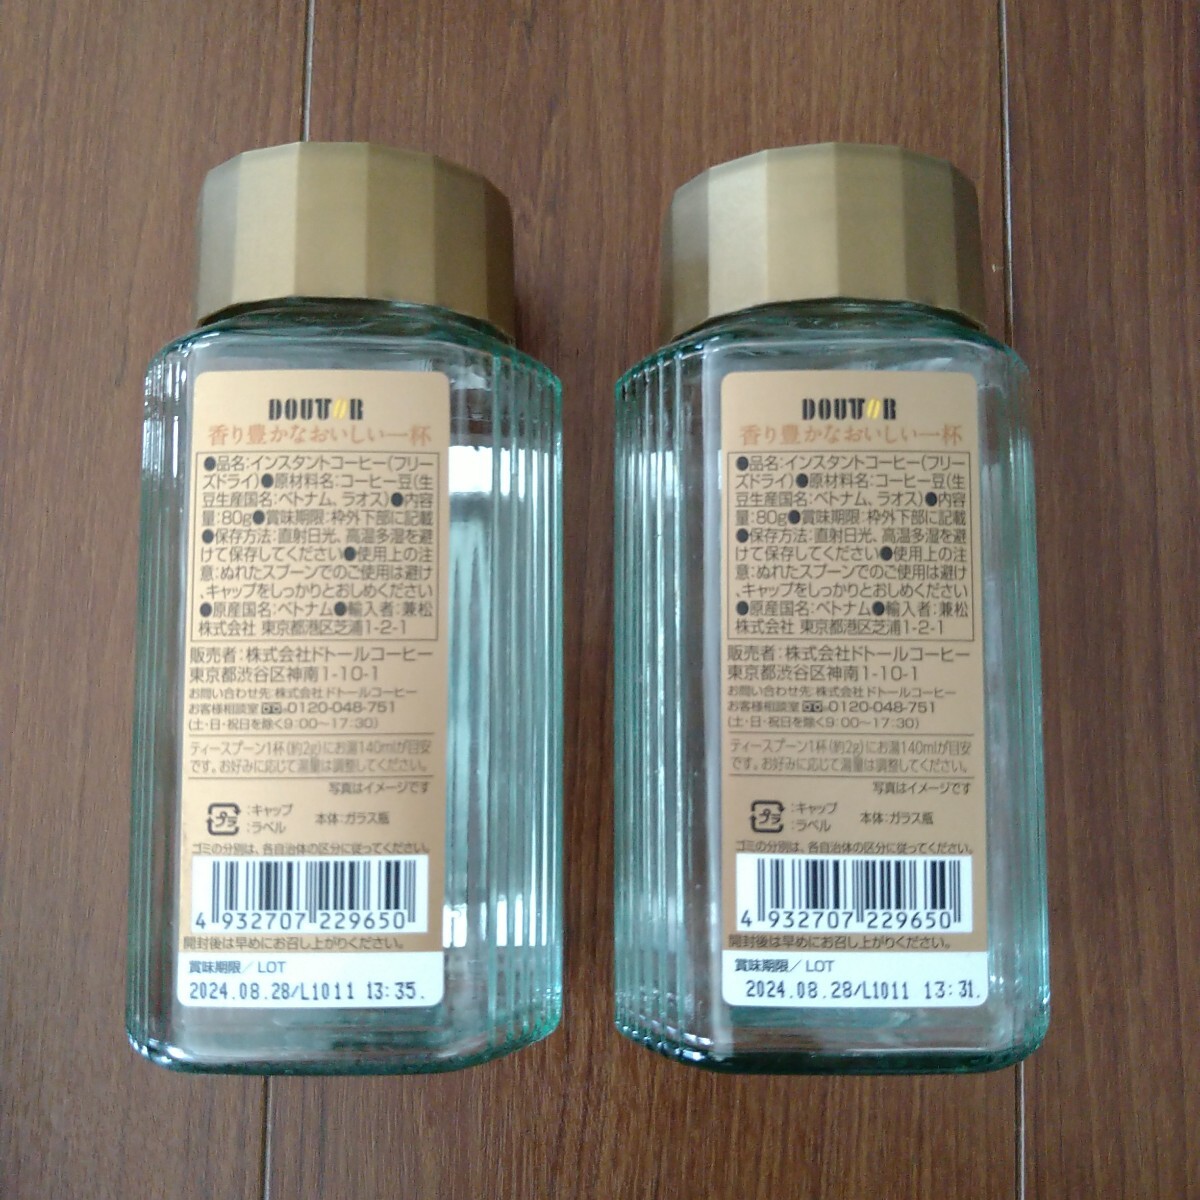 DOUTOR
香り豊かなおいしい一杯
●品名:インスタントコーヒー(フリー
ズドライ)●原材料名:コーヒー豆(生
豆生産国名:ベトナム、ラオス)●内容
量:80g●賞味期限:枠外下部に記載
●保存方法:直射日光、高温多湿を避
けて保存してください●使用上の注
意:ぬれたスプーンでのご使用は避け
、キャップをしっかりとおしめください
●原産国名:ベトナム●輸入者:兼松
株式会社 東京都港区芝浦1-2-1
販売者:株式会社ドトールコーヒー
東京都渋谷区神南1-10-1
お問い合わせ先:株式会社ドトールコーヒー
お客様相談室 0120-048-751
(土・日・祝日を除く9:00〜17:30)
ティースプーン1杯(約2g)にお湯140mlが目安
です。お好みに応じて湯量は調整してください。
写真はイメージです
プラ :キャップ
:ラベル 本体:ガラス瓶
ゴミの分別は、各自治体の区分に従ってください。
4 932707 229650
開封後は早めにお召し上がりください。
賞味期限/LOT
2024.08.28/L1011 13:35.
DOUTOR
香り豊かなおいしい一杯
●品名:インスタントコーヒー(フリー
ズドライ)●原材料名:コーヒー豆(生
豆生産国名:ベトナム、ラオス)●内容
量:80g●賞味期限:枠外下部に記載
●保存方法:直射日光、高温多湿を避
けて保存してください●使用上の注
意:ぬれたスプーンでのご使用は避け
、キャップをしっかりとおしめください
●原産国名:ベトナム●輸入者:兼松
株式会社 東京都港区芝浦1-2-1
販売者:株式会社ドトールコーヒー
東京都渋谷区神南1-10-1
お問い合わせ先:株式会社ドトールコーヒー
お客様相談室 0120-048-751
(土・日・祝日を除く9:00〜17:30)
ティースプーン1杯(約2g)にお湯140mlが目安
です。お好みに応じて湯量は調整してください。
写真はイメージです
プラ :キャップ
:ラベル 本体:ガラス瓶
ゴミの分別は、各自治体の区分に従ってください。
4 932707 229650
開封後は早めにお召し上がりください。
賞味期限/LOT
2024.08.28/L1011 13:31.